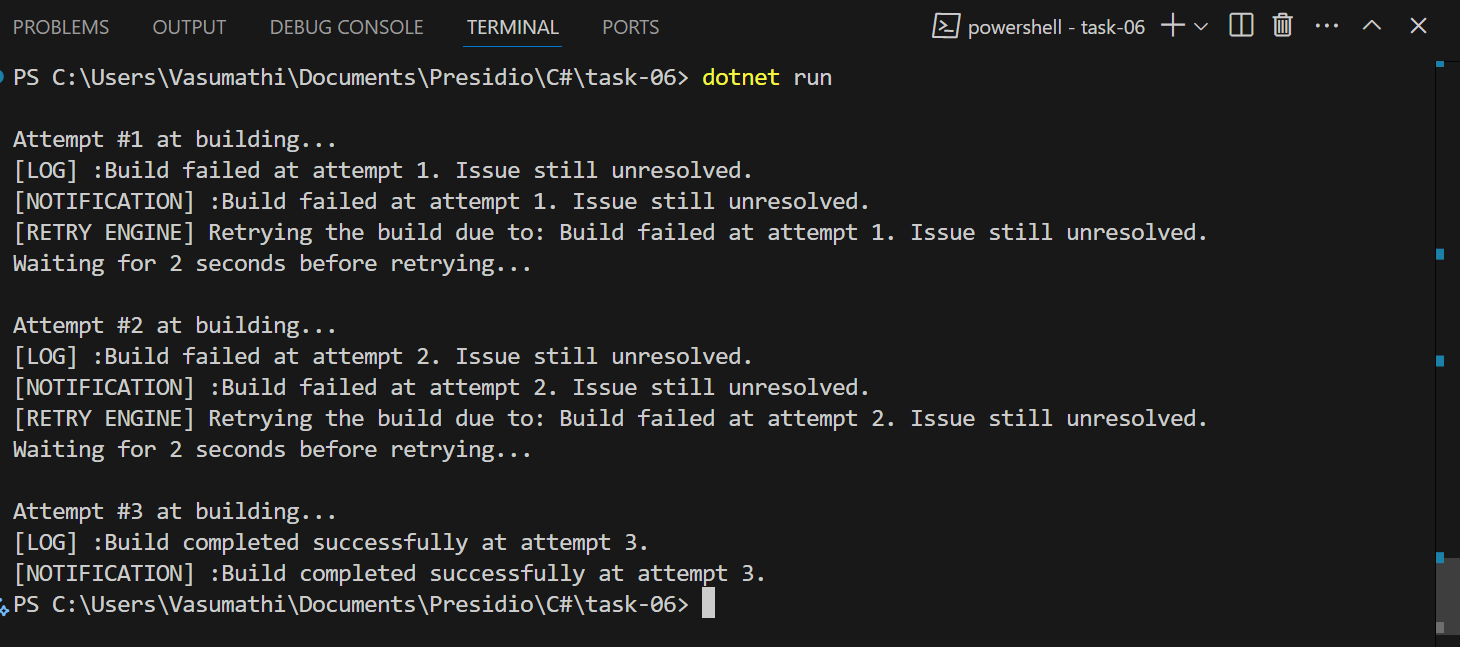 PROBLEMS OUTPUT DEBUG CONSOLE TERMINAL PORTS powershell - task-06
PS C:\Users\Vasumathi\Documents\Presidio\C#\task-06> dotnet run
Attempt #1 at building...
[LOG] :Build failed at attempt 1. Issue still unresolved.
[NOTIFICATION] :Build failed at attempt 1. Issue still unresolved.
[RETRY ENGINE] Retrying the build due to: Build failed at attempt 1. Issue still unresolved.
Waiting for 2 seconds before retrying...
Attempt #2 at building...
[LOG] :Build failed at attempt 2. Issue still unresolved.
[NOTIFICATION] :Build failed at attempt 2. Issue still unresolved.
[RETRY ENGINE] Retrying the build due to: Build failed at attempt 2. Issue still unresolved.
Waiting for 2 seconds before retrying...
Attempt #3 at building...
[LOG] :Build completed successfully at attempt 3.
[NOTIFICATION] :Build completed successfully at attempt 3.
PS C:\Users\Vasumathi\Documents\Presidio\C#\task-06>